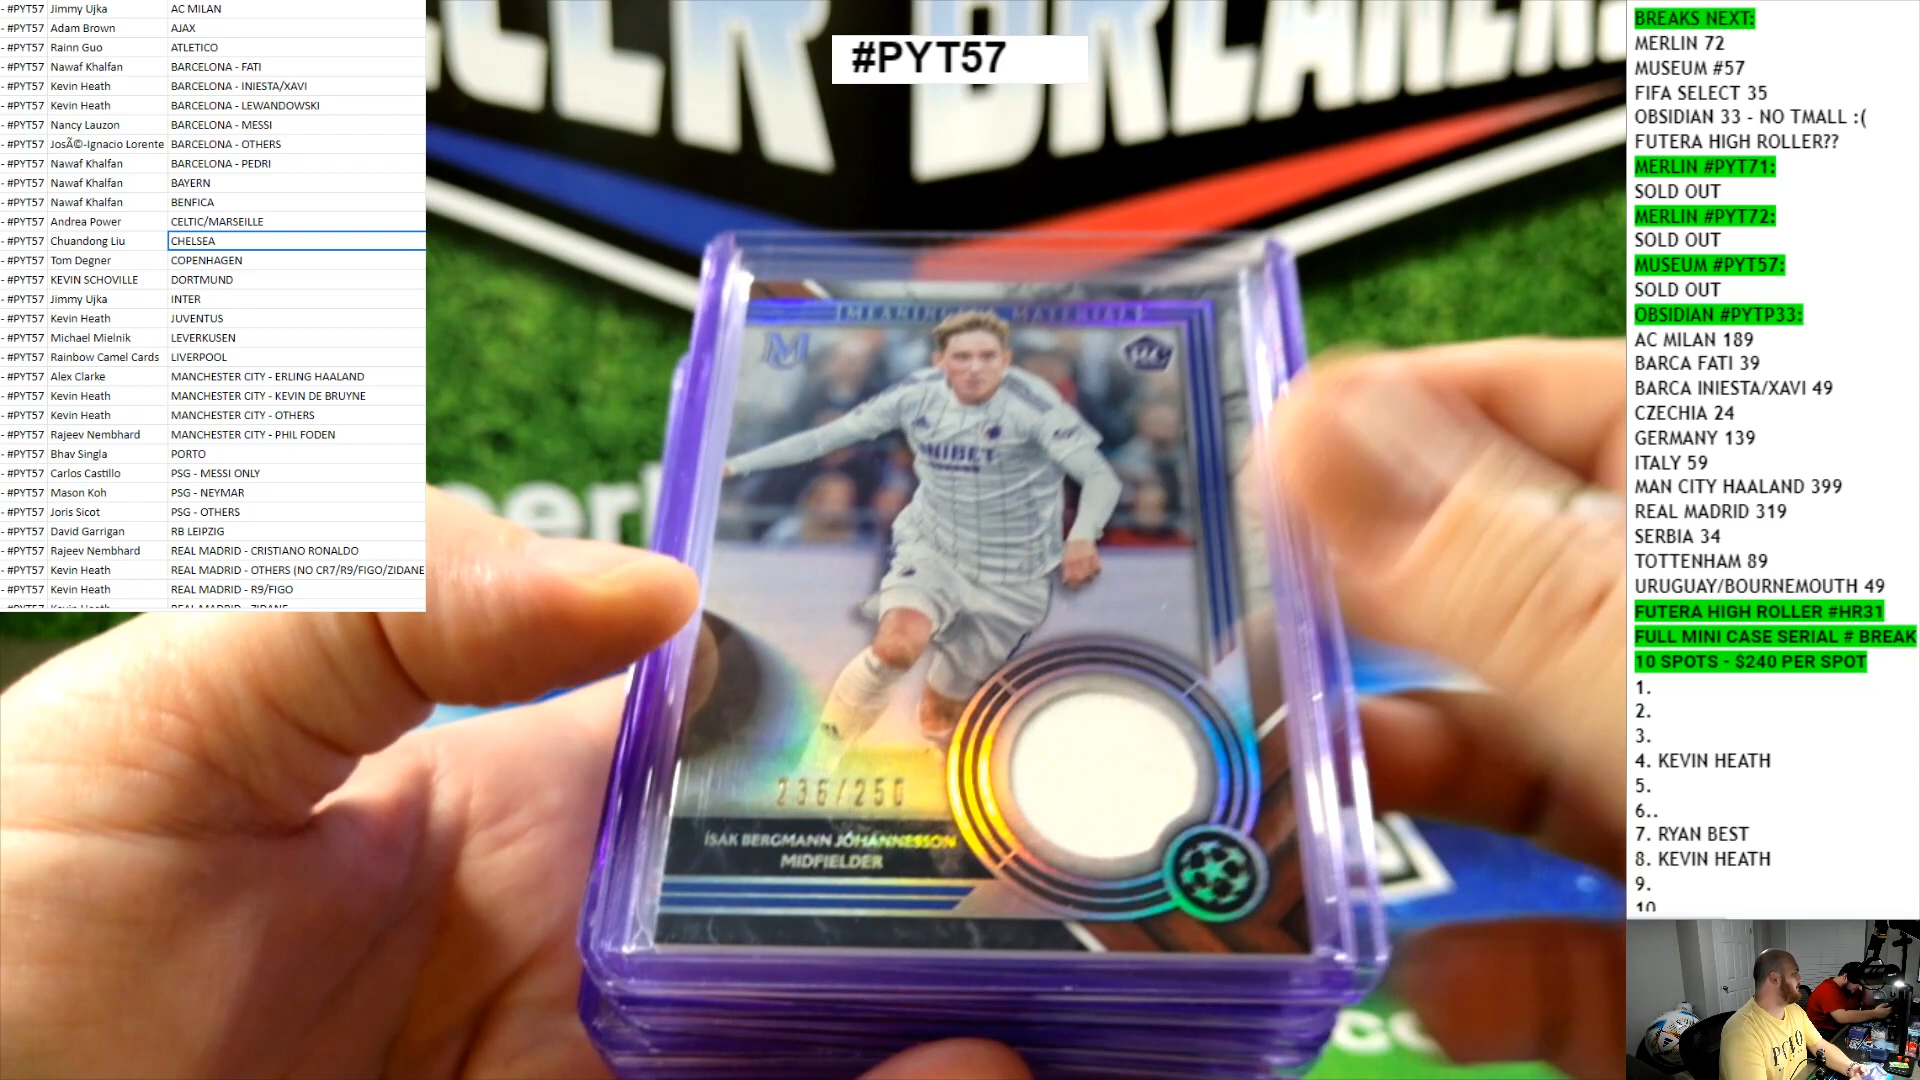 - #PYT57 Jimmy Ujka AC MILAN
- #PYT57 Adam Brown AJAX
- #PYT57 Rainn Guo ATLETICO
- #PYT57 Nawaf Khalfan BARCELONA - FATI
- #PYT57 Kevin Heath BARCELONA - INIESTA/XAVI
- #PYT57 Kevin Heath BARCELONA - LEWANDOWSKI
- #PYT57 Nancy Lauzon BARCELONA - MESSI
- #PYT57 JosÃ©-Ignacio Lorente BARCELONA - OTHERS
- #PYT57 Nawaf Khalfan BARCELONA - PEDRI
- #PYT57 Nawaf Khalfan BAYERN
- #PYT57 Nawaf Khalfan BENFICA
- #PYT57 Andrea Power CELTIC/MARSEILLE
- #PYT57 Chuandong Liu CHELSEA
- #PYT57 Tom Degner COPENHAGEN
- #PYT57 KEVIN SCHOVILLE DORTMUND
- #PYT57 Jimmy Ujka INTER
- #PYT57 Kevin Heath JUVENTUS
- #PYT57 Michael Mielnik LEVERKUSEN
- #PYT57 Rainbow Camel Cards LIVERPOOL
- #PYT57 Alex Clarke MANCHESTER CITY - ERLING HAALAND
- #PYT57 Kevin Heath MANCHESTER CITY - KEVIN DE BRUYNE
- #PYT57 Kevin Heath MANCHESTER CITY - OTHERS
- #PYT57 Rajeev Nembhard MANCHESTER CITY - PHIL FODEN
- #PYT57 Bhav Singla PORTO
- #PYT57 Carlos Castillo PSG - MESSI ONLY
- #PYT57 Mason Koh PSG - NEYMAR
- #PYT57 Joris Sicot PSG - OTHERS
- #PYT57 David Garrigan RB LEIPZIG
- #PYT57 Rajeev Nembhard REAL MADRID - CRISTIANO RONALDO
- #PYT57 Kevin Heath REAL MADRID - OTHERS (NO CR7/R9/FIGO/ZIDANE
- #PYT57 Kevin Heath REAL MADRID - R9/FIGO
- #PYT57 Kevin Heath REAL MADRID - ZIDANE
#PYT57
MEANINGFUL MATERIAL
M
UNIBET
236/250
ÍSAK BERGMANN JÓHANNESSON
MIDFIELDER
BREAKS NEXT:
MERLIN 72
MUSEUM #57
FIFA SELECT 35
OBSIDIAN 33 - NO TMALL :(
FUTERA HIGH ROLLER??
MERLIN #PYT71:
SOLD OUT
MERLIN #PYT72:
SOLD OUT
MUSEUM #PYT57:
SOLD OUT
OBSIDIAN #PYTP33:
AC MILAN 189
BARCA FATI 39
BARCA INIESTA/XAVI 49
CZECHIA 24
GERMANY 139
ITALY 59
MAN CITY HAALAND 399
REAL MADRID 319
SERBIA 34
TOTTENHAM 89
URUGUAY/BOURNEMOUTH 49
FUTERA HIGH ROLLER #HR31
FULL MINI CASE SERIAL # BREAK
10 SPOTS - $240 PER SPOT
1.
2.
3.
4. KEVIN HEATH
5.
6..
7. RYAN BEST
8. KEVIN HEATH
9.
10